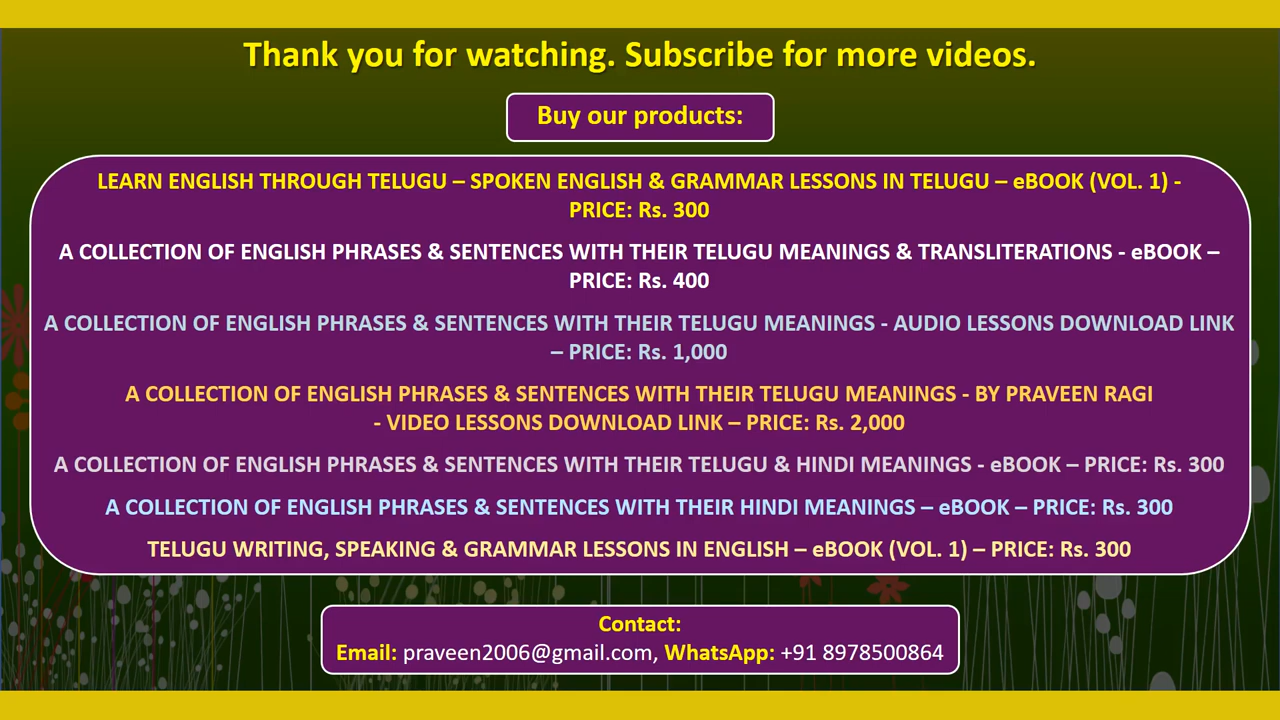 Thank you for watching. Subscribe for more videos.
Buy our products:
LEARN ENGLISH THROUGH TELUGU – SPOKEN ENGLISH & GRAMMAR LESSONS IN TELUGU – eBOOK (VOL. 1) -
PRICE: Rs. 300
A COLLECTION OF ENGLISH PHRASES & SENTENCES WITH THEIR TELUGU MEANINGS & TRANSLITERATIONS - eBOOK –
PRICE: Rs. 400
A COLLECTION OF ENGLISH PHRASES & SENTENCES WITH THEIR TELUGU MEANINGS - AUDIO LESSONS DOWNLOAD LINK
– PRICE: Rs. 1,000
A COLLECTION OF ENGLISH PHRASES & SENTENCES WITH THEIR TELUGU MEANINGS - BY PRAVEEN RAGI
- VIDEO LESSONS DOWNLOAD LINK – PRICE: Rs. 2,000
A COLLECTION OF ENGLISH PHRASES & SENTENCES WITH THEIR TELUGU & HINDI MEANINGS - eBOOK – PRICE: Rs. 300
A COLLECTION OF ENGLISH PHRASES & SENTENCES WITH THEIR HINDI MEANINGS – eBOOK – PRICE: Rs. 300
TELUGU WRITING, SPEAKING & GRAMMAR LESSONS IN ENGLISH – eBOOK (VOL. 1) – PRICE: Rs. 300
Contact:
Email: praveen2006@gmail.com, WhatsApp: +91 8978500864